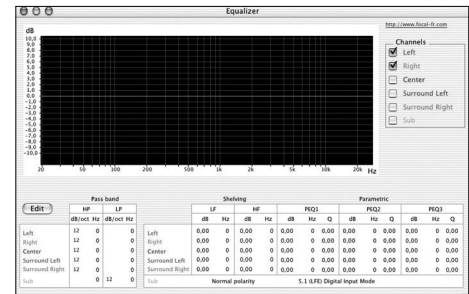 Equalizer
http://www.focal-fr.com
dB
10,0
9,0
8,0
7,0
6,0
5,0
4,0
3,0
2,0
1,0
0,0
-1,0
-2,0
-3,0
-4,0
-5,0
-6,0
-7,0
-8,0
-9,0
-10,0
20 50 100 200 500 1k 2k 5k 10k 20k Hz
Channels
Left
Right
Center
Surround Left
Surround Right
Sub
Edit
Pass band Shelving Parametric
HP LP LF HF PEQ1 PEQ2 PEQ3
dB/oct Hz dB/oct Hz dB Hz dB Hz dB Hz Q dB Hz Q dB Hz Q
Left 12 0 0 Left 0,00 0 0,00 0 0,00 0 0,00 0,00 0 0,00 0,00 0 0,00
Right 12 0 0 Right 0,00 0 0,00 0 0,00 0 0,00 0,00 0 0,00 0,00 0 0,00
Center 12 0 0 Center 0,00 0 0,00 0 0,00 0 0,00 0,00 0 0,00 0,00 0 0,00
Surround Left 12 0 0 Surround Left 0,00 0 0,00 0 0,00 0 0,00 0,00 0 0,00 0,00 0 0,00
Surround Right 12 0 0 Surround Right 0,00 0 0,00 0 0,00 0 0,00 0,00 0 0,00 0,00 0 0,00
Sub 0 12 0 Sub Normal polarity 5.1 (LFE) Digital Input Mode